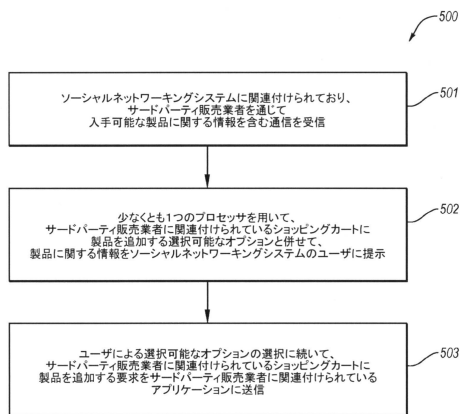 500
ソーシャルネットワーキングシステムに関連付けられており、
サードパーティ販売業者を通じて
入手可能な製品に関する情報を含む通信を受信
501
少なくとも1つのプロセッサを用いて、
サードパーティ販売業者に関連付けられているショッピングカートに
製品を追加する選択可能なオプションと併せて、
製品に関する情報をソーシャルネットワーキングシステムのユーザに提示
502
ユーザによる選択可能なオプションの選択に続いて、
サードパーティ販売業者に関連付けられているショッピングカートに
製品を追加する要求をサードパーティ販売業者に関連付けられている
アプリケーションに送信
503